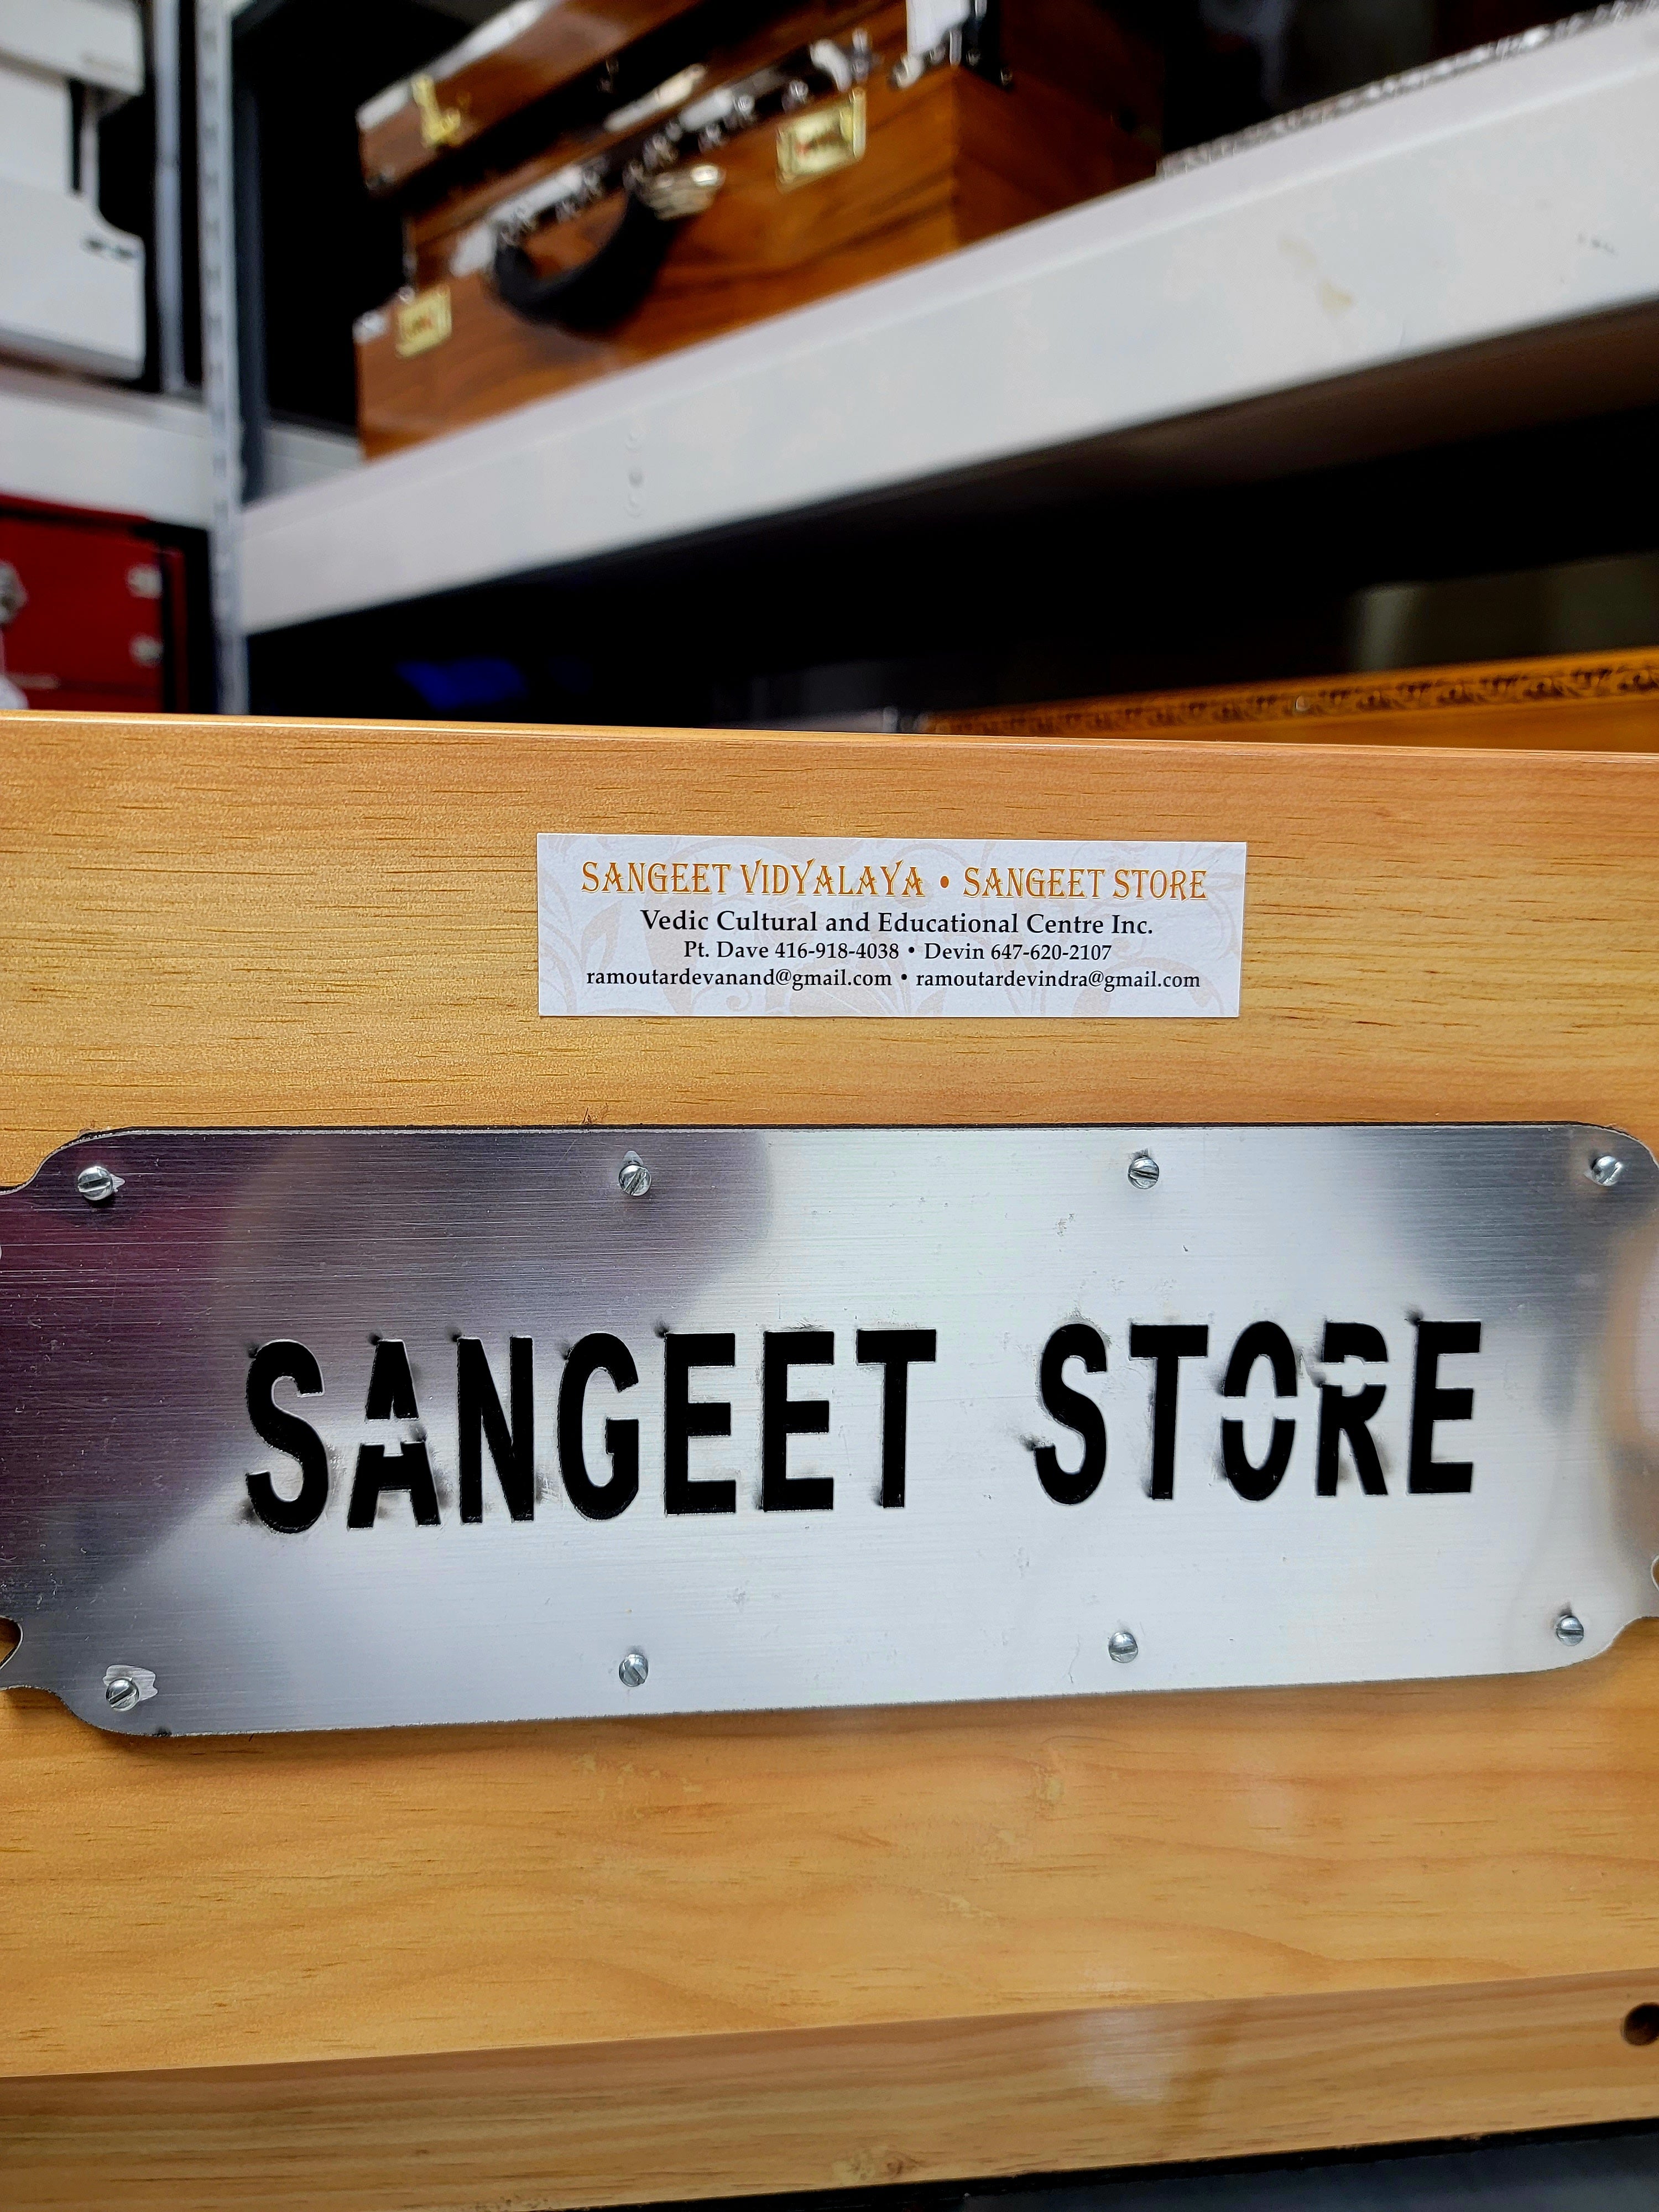 SANGEET VIDYALAYA • SANGEET STORE
Vedic Cultural and Educational Centre Inc.
Pt. Dave 416-918-4038 • Devin 647-620-2107
ramoutardevanand@gmail.com • ramoutardevindra@gmail.com
SANGEET STORE